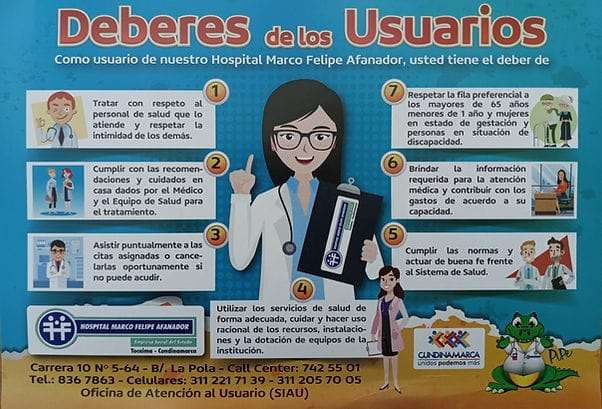 Deberes de los Usuarios
Como usuario de nuestro Hospital Marco Felipe Afanador, usted tiene el deber de
1
Tratar con respeto al
personal de salud que lo
atiende y respetar la
intimidad de los demás.
2
Cumplir con las recomen-
daciones y cuidados en
casa dados por el Médico
y el Equipo de Salud para
el tratamiento.
3
Asistir puntualmente a las
citas asignadas o cance-
larlas oportunamente si
no puede acudir.
4
Utilizar los servicios de salud de
forma adecuada, cuidar y hacer uso
racional de los recursos, instalacio-
nes y la dotación de equipos de la
institución.
5
Cumplir las normas y
actuar de buena fe frente
al Sistema de Salud.
6
Brindar la información
requerida para la atención
médica y contribuir con los
gastos de acuerdo a su
capacidad.
7
Respetar la fila preferencial a
los mayores de 65 años
menores de 1 año y mujeres
en estado de gestación y
personas en situación de
discapacidad.
HOSPITAL MARCO FELIPE AFANADOR
Empresa Social del Estado
Tocaima - Cundinamarca
CUNDINAMARCA
unidos podemos más
PiPe
Carrera 10 Nº 5-64 - B/. La Pola - Call Center: 742 55 01
Tel.: 836 7863 - Celulares: 311 221 71 39 - 311 205 70 05
Oficina de Atención al Usuario (SIAU)